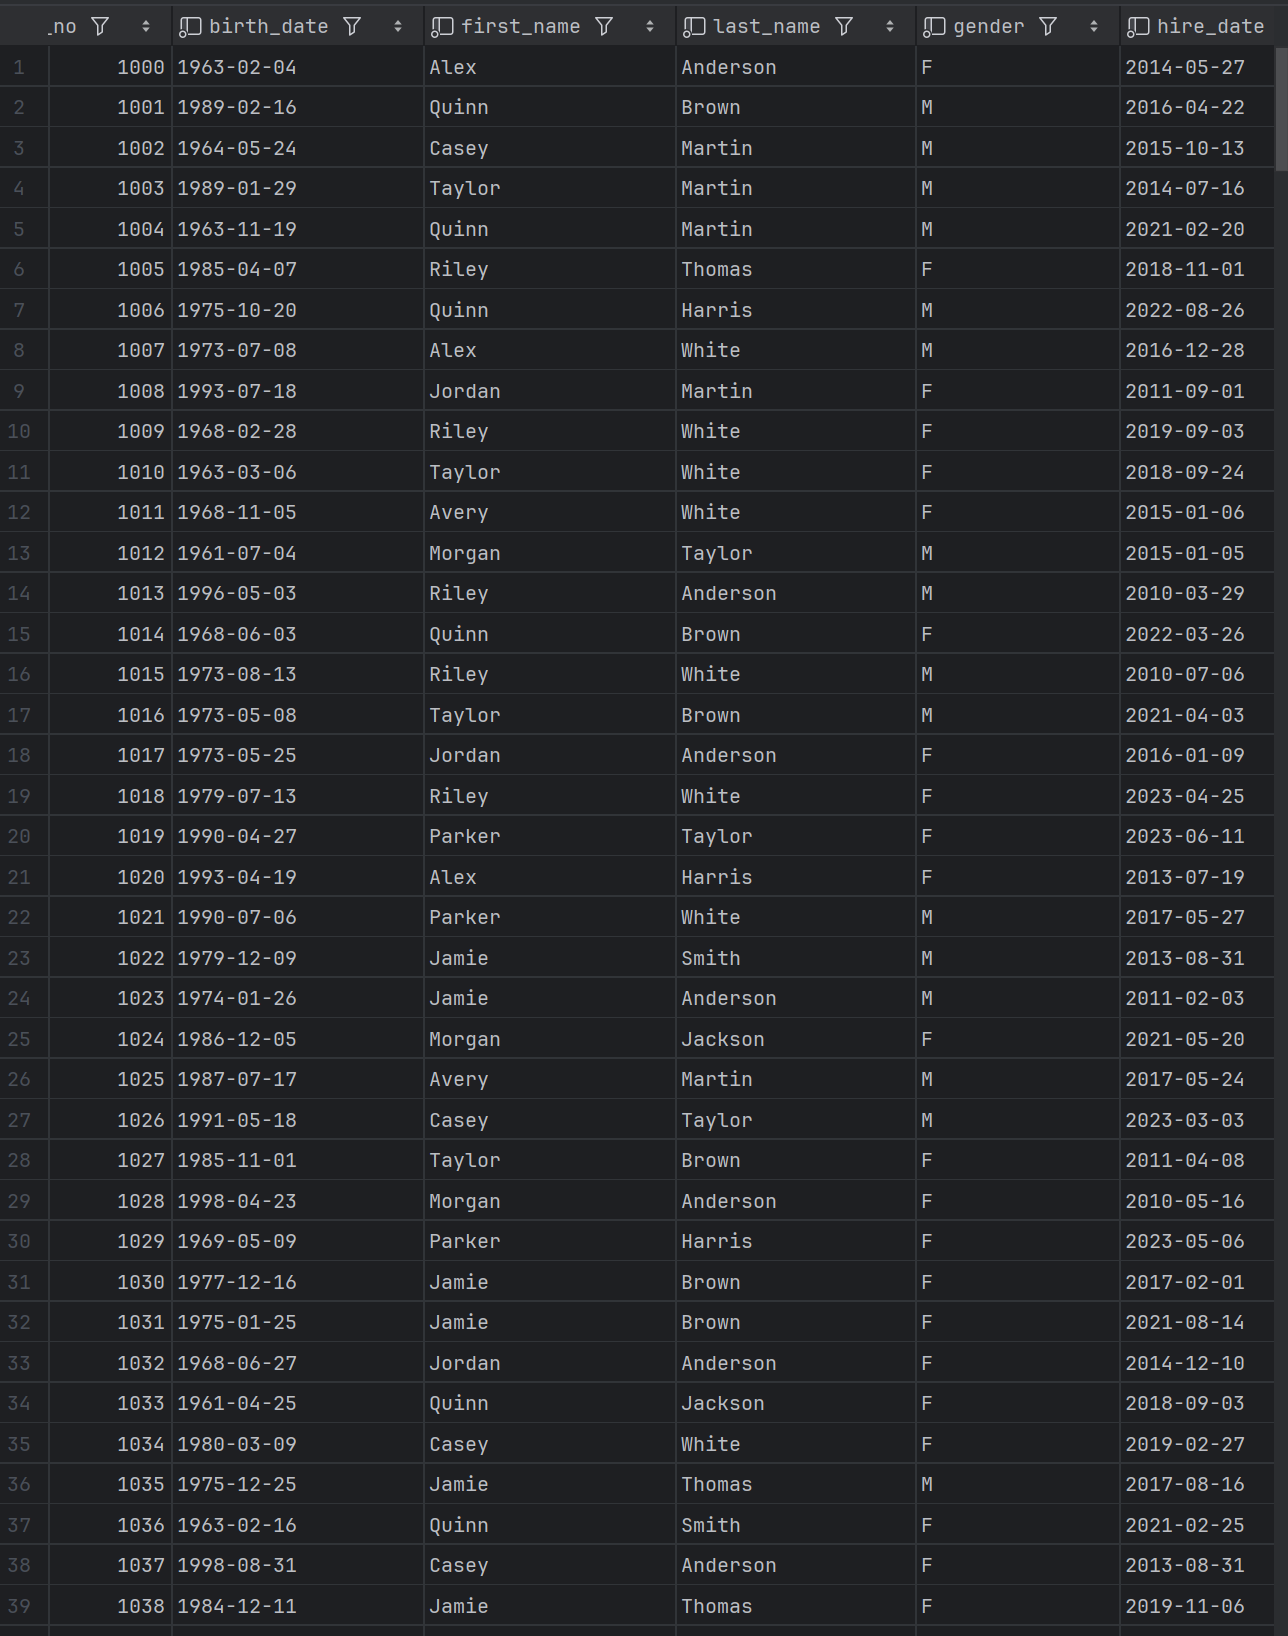 _no birth_date first_name last_name gender hire_date
1 1000 1963-02-04 Alex Anderson F 2014-05-27
2 1001 1989-02-16 Quinn Brown M 2016-04-22
3 1002 1964-05-24 Casey Martin M 2015-10-13
4 1003 1989-01-29 Taylor Martin M 2014-07-16
5 1004 1963-11-19 Quinn Martin M 2021-02-20
6 1005 1985-04-07 Riley Thomas F 2018-11-01
7 1006 1975-10-20 Quinn Harris M 2022-08-26
8 1007 1973-07-08 Alex White M 2016-12-28
9 1008 1993-07-18 Jordan Martin F 2011-09-01
10 1009 1968-02-28 Riley White F 2019-09-03
11 1010 1963-03-06 Taylor White F 2018-09-24
12 1011 1968-11-05 Avery White F 2015-01-06
13 1012 1961-07-04 Morgan Taylor M 2015-01-05
14 1013 1996-05-03 Riley Anderson M 2010-03-29
15 1014 1968-06-03 Quinn Brown F 2022-03-26
16 1015 1973-08-13 Riley White M 2010-07-06
17 1016 1973-05-08 Taylor Brown M 2021-04-03
18 1017 1973-05-25 Jordan Anderson F 2016-01-09
19 1018 1979-07-13 Riley White F 2023-04-25
20 1019 1990-04-27 Parker Taylor F 2023-06-11
21 1020 1993-04-19 Alex Harris F 2013-07-19
22 1021 1990-07-06 Parker White M 2017-05-27
23 1022 1979-12-09 Jamie Smith M 2013-08-31
24 1023 1974-01-26 Jamie Anderson M 2011-02-03
25 1024 1986-12-05 Morgan Jackson F 2021-05-20
26 1025 1987-07-17 Avery Martin M 2017-05-24
27 1026 1991-05-18 Casey Taylor M 2023-03-03
28 1027 1985-11-01 Taylor Brown F 2011-04-08
29 1028 1998-04-23 Morgan Anderson F 2010-05-16
30 1029 1969-05-09 Parker Harris F 2023-05-06
31 1030 1977-12-16 Jamie Brown F 2017-02-01
32 1031 1975-01-25 Jamie Brown F 2021-08-14
33 1032 1968-06-27 Jordan Anderson F 2014-12-10
34 1033 1961-04-25 Quinn Jackson F 2018-09-03
35 1034 1980-03-09 Casey White F 2019-02-27
36 1035 1975-12-25 Jamie Thomas M 2017-08-16
37 1036 1963-02-16 Quinn Smith F 2021-02-25
38 1037 1998-08-31 Casey Anderson F 2013-08-31
39 1038 1984-12-11 Jamie Thomas F 2019-11-06